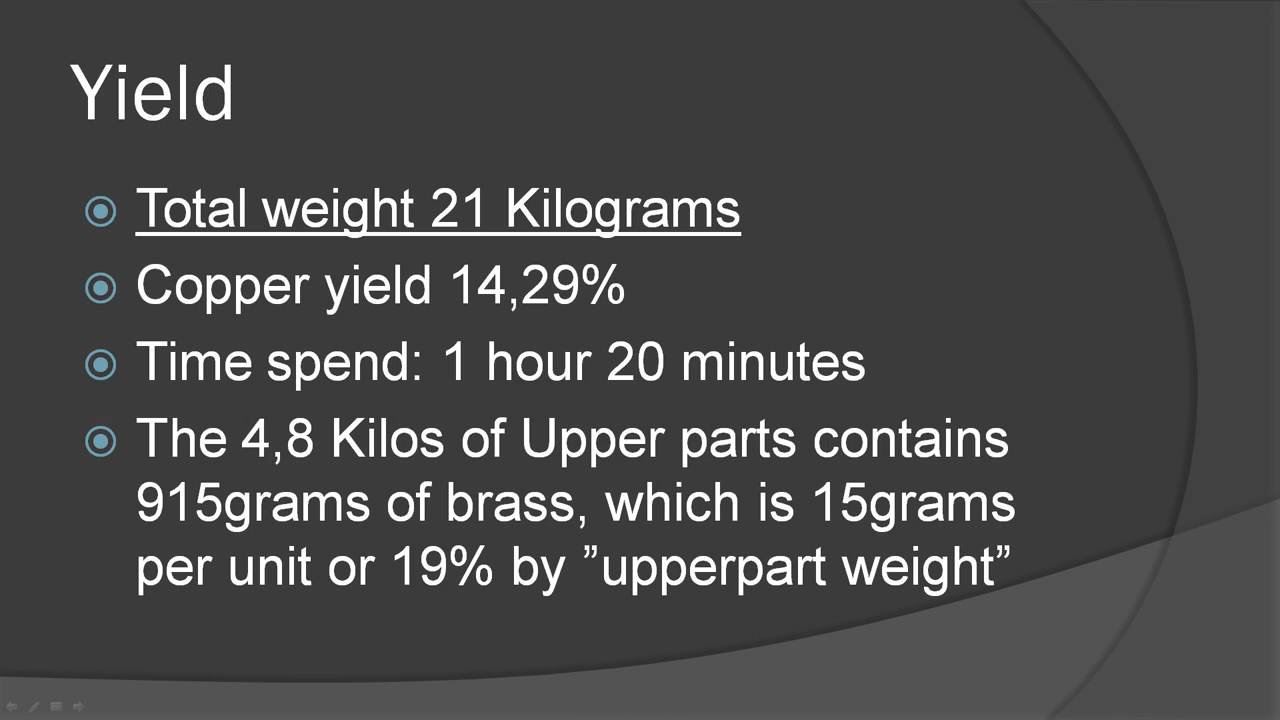 Yield
Total weight 21 Kilograms
Copper yield 14,29%
Time spend: 1 hour 20 minutes
The 4,8 Kilos of Upper parts contains
915grams of brass, which is 15grams
per unit or 19% by ”upperpart weight”